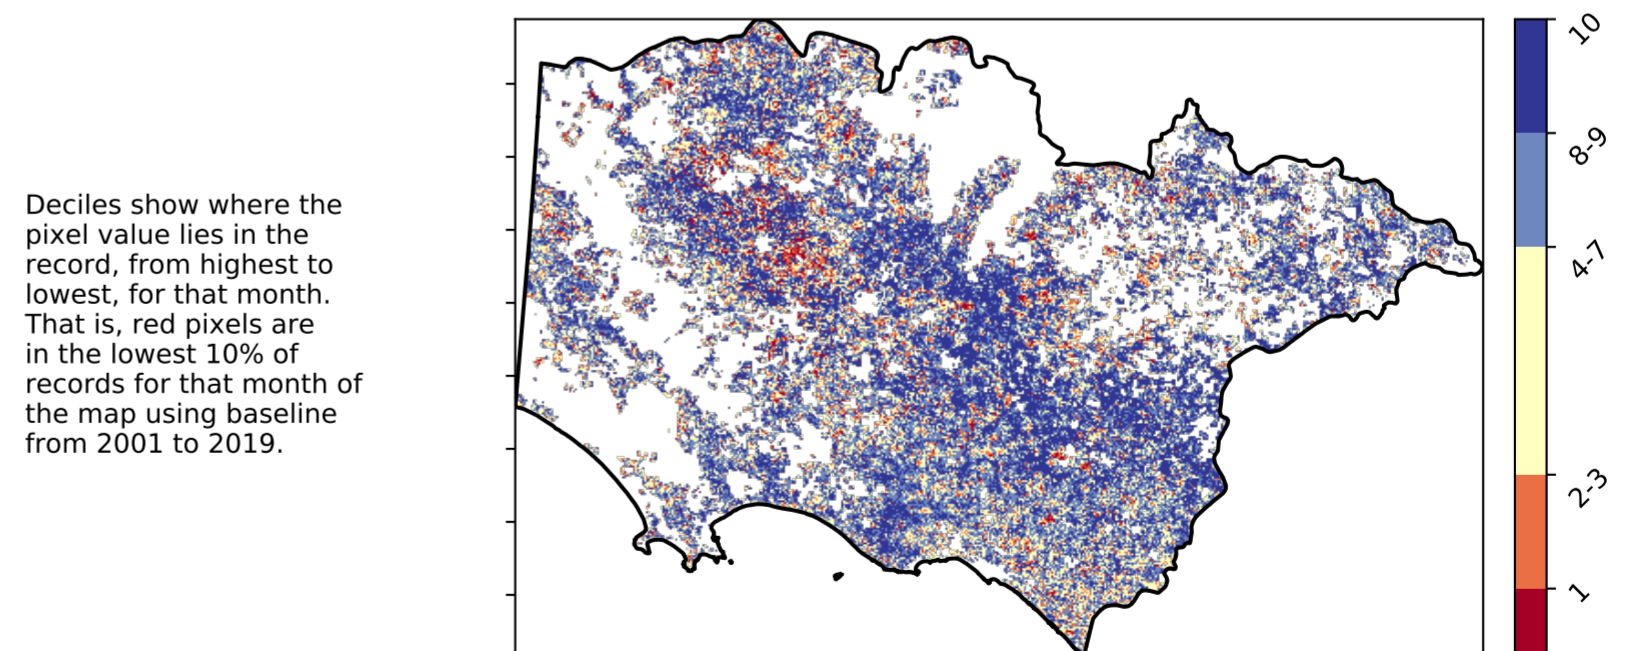 Deciles show where the
pixel value lies in the
record, from highest to
lowest, for that month.
That is, red pixels are
in the lowest 10% of
records for that month of
the map using baseline
from 2001 to 2019.
10
8-9
4-7
2-3
1